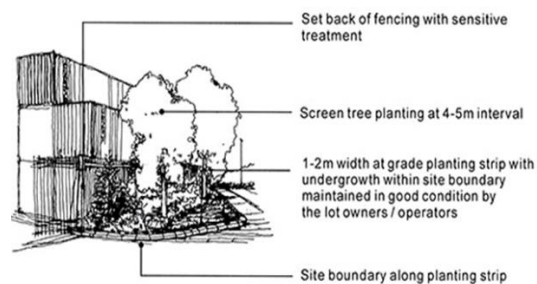 Set back of fencing with sensitive
treatment
Screen tree planting at 4-5m interval
1-2m width at grade planting strip with
undergrowth within site boundary
maintained in good condition by
the lot owners / operators
Site boundary along planting strip